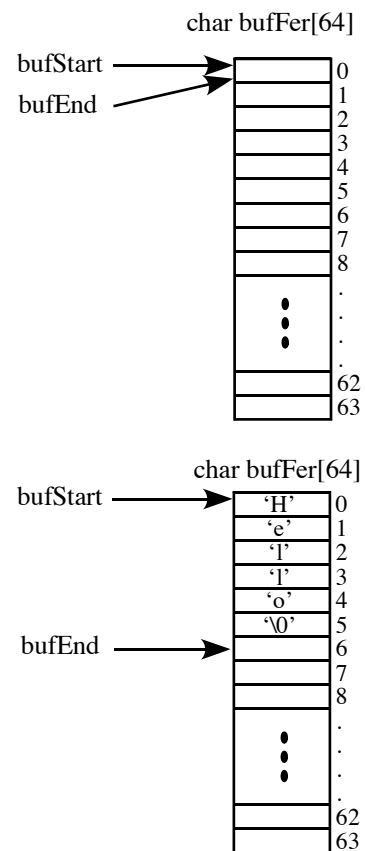 char bufFer[64]
bufStart
0
bufEnd
1
2
3
4
5
6
7
8
.
.
.
.
62
63
char bufFer[64]
bufStart
‘H’ 0
‘e’ 1
‘l’ 2
‘l’ 3
‘o’ 4
‘\0’ 5
bufEnd
6
7
8
.
.
.
.
62
63